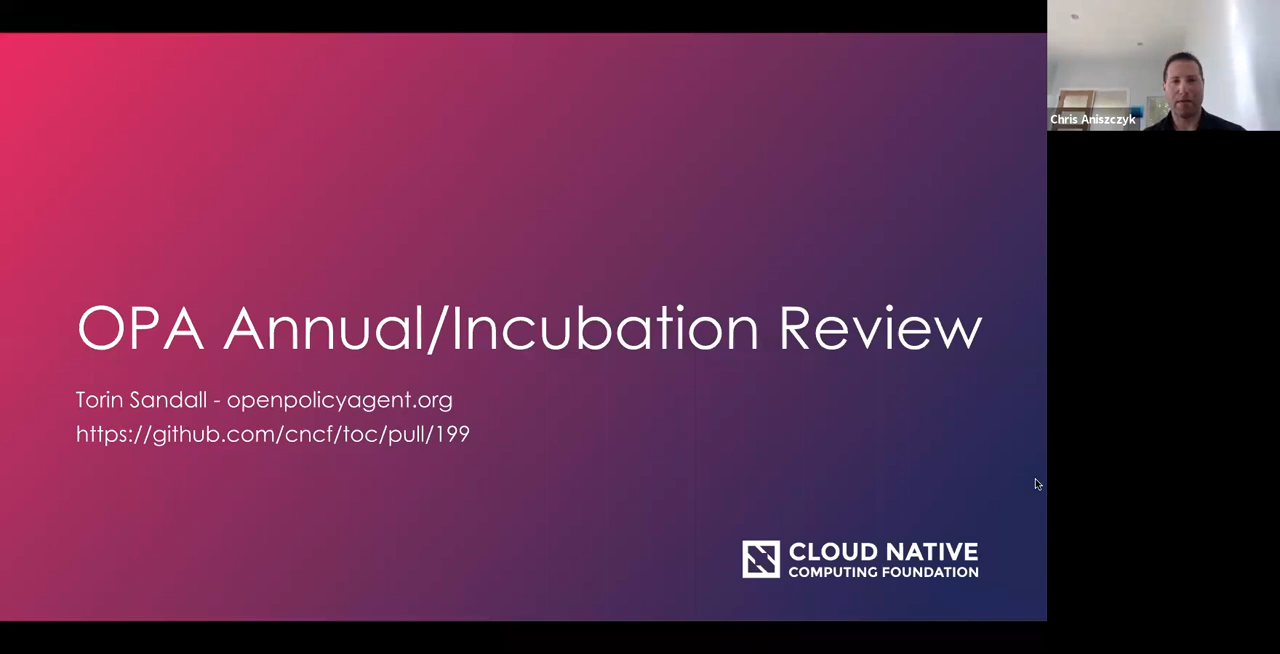 OPA Annual/Incubation Review
Torin Sandall - openpolicyagent.org
https://github.com/cncf/toc/pull/199
CLOUD NATIVE
COMPUTING FOUNDATION
Chris Aniszczyk